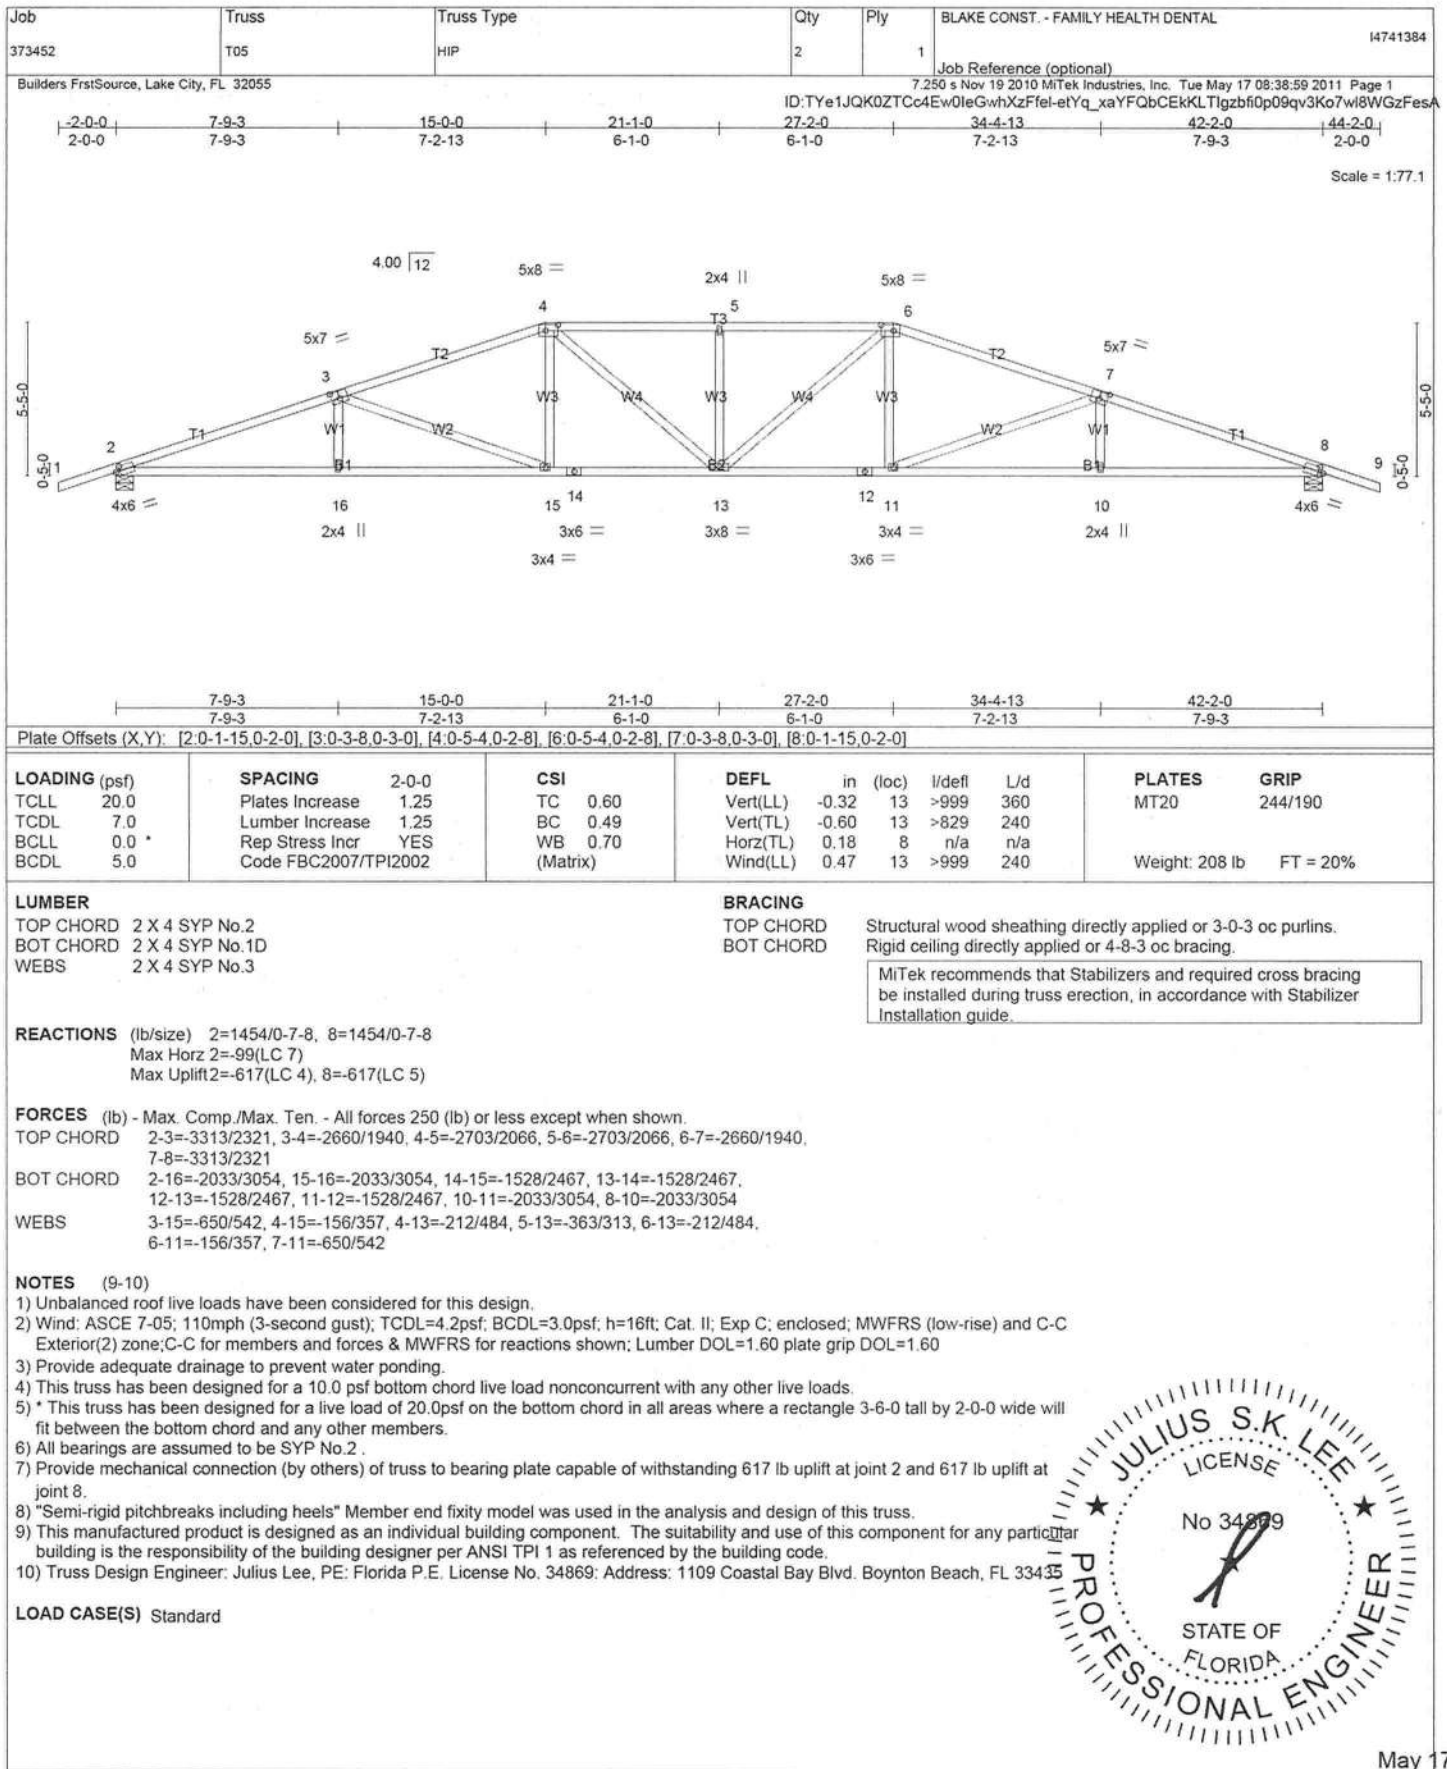 Job Truss Truss Type Qty Ply BLAKE CONST. - FAMILY HEALTH DENTAL
I4741384
373452 T05 HIP 2 1
Job Reference (optional)
Builders FrstSource, Lake City, FL 32055 7.250 s Nov 19 2010 MiTek Industries, Inc. Tue May 17 08:38:59 2011 Page 1
-2-0-0 7-9-3 15-0-0 21-1-0 27-2-0 34-4-13 42-2-0 44-2-0
2-0-0 7-9-3 7-2-13 6-1-0 6-1-0 7-2-13 7-9-3 2-0-0
Scale = 1:77.1
4.00 12
5x8 =
2x4 ||
5x8 =
4 5 6
T3
5x7 =
T2
T2
5x7 =
3
7
W3 W4 W3 W4 W3
W1 W2 W2 W1
T1
T1
5-5-0
5-5-0
0-5-0
0-5-0
1 2
8 9
B1 B2 B1
4x6 =
16 15 14 13 12 11 10
4x6 =
2x4 || 3x6 = 3x8 = 3x4 = 2x4 ||
3x4 = 3x6 =
7-9-3 15-0-0 21-1-0 27-2-0 34-4-13 42-2-0
7-9-3 7-2-13 6-1-0 6-1-0 7-2-13 7-9-3
Plate Offsets (X,Y): [2:0-1-15,0-2-0], [3:0-3-8,0-3-0], [4:0-5-4,0-2-8], [6:0-5-4,0-2-8], [7:0-3-8,0-3-0], [8:0-1-15,0-2-0]
LOADING (psf)
TCLL 20.0
TCDL 7.0
BCLL 0.0 *
BCDL 5.0
SPACING 2-0-0
Plates Increase 1.25
Lumber Increase 1.25
Rep Stress Incr YES
Code FBC2007/TPI2002
CSI
TC 0.60
BC 0.49
WB 0.70
(Matrix)
DEFL in (loc) l/defl L/d
Vert(LL) -0.32 13 >999 360
Vert(TL) -0.60 13 >829 240
Horz(TL) 0.18 8 n/a n/a
Wind(LL) 0.47 13 >999 240
PLATES GRIP
MT20 244/190
Weight: 208 lb FT = 20%
LUMBER
TOP CHORD 2 X 4 SYP No.2
BOT CHORD 2 X 4 SYP No.1D
WEBS 2 X 4 SYP No.3
BRACING
TOP CHORD Structural wood sheathing directly applied or 3-0-3 oc purlins.
BOT CHORD Rigid ceiling directly applied or 4-8-3 oc bracing.
MiTek recommends that Stabilizers and required cross bracing
be installed during truss erection, in accordance with Stabilizer
Installation guide.
REACTIONS (lb/size) 2=1454/0-7-8, 8=1454/0-7-8
Max Horz 2=-99(LC 7)
Max Uplift2=-617(LC 4), 8=-617(LC 5)
FORCES (lb) - Max. Comp./Max. Ten. - All forces 250 (lb) or less except when shown.
TOP CHORD 2-3=-3313/2321, 3-4=-2660/1940, 4-5=-2703/2066, 5-6=-2703/2066, 6-7=-2660/1940,
7-8=-3313/2321
BOT CHORD 2-16=-2033/3054, 15-16=-2033/3054, 14-15=-1528/2467, 13-14=-1528/2467,
12-13=-1528/2467, 11-12=-1528/2467, 10-11=-2033/3054, 8-10=-2033/3054
WEBS 3-15=-650/542, 4-15=-156/357, 4-13=-212/484, 5-13=-363/313, 6-13=-212/484,
6-11=-156/357, 7-11=-650/542
NOTES (9-10)
1) Unbalanced roof live loads have been considered for this design.
2) Wind: ASCE 7-05; 110mph (3-second gust); TCDL=4.2psf; BCDL=3.0psf; h=16ft; Cat. II; Exp C; enclosed; MWFRS (low-rise) and C-C
Exterior(2) zone;C-C for members and forces & MWFRS for reactions shown; Lumber DOL=1.60 plate grip DOL=1.60
3) Provide adequate drainage to prevent water ponding.
4) This truss has been designed for a 10.0 psf bottom chord live load nonconcurrent with any other live loads.
5) * This truss has been designed for a live load of 20.0psf on the bottom chord in all areas where a rectangle 3-6-0 tall by 2-0-0 wide will
fit between the bottom chord and any other members.
6) All bearings are assumed to be SYP No.2 .
7) Provide mechanical connection (by others) of truss to bearing plate capable of withstanding 617 lb uplift at joint 2 and 617 lb uplift at
joint 8.
8) "Semi-rigid pitchbreaks including heels" Member end fixity model was used in the analysis and design of this truss.
9) This manufactured product is designed as an individual building component. The suitability and use of this component for any particular
building is the responsibility of the building designer per ANSI TPI 1 as referenced by the building code.
10) Truss Design Engineer: Julius Lee, PE: Florida P.E. License No. 34869: Address: 1109 Coastal Bay Blvd. Boynton Beach, FL 33435
LOAD CASE(S) Standard
JULIUS S.K. LEE
LICENSE
No 34869
STATE OF
FLORIDA
PROFESSIONAL ENGINEER
May 17